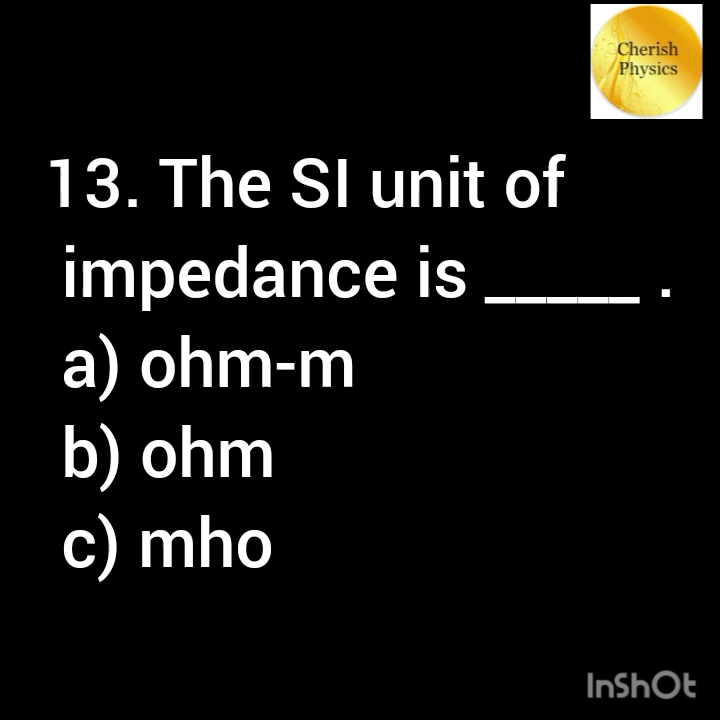 Cherish
Physics
13. The SI unit of
impedance is _____ .
a) ohm-m
b) ohm
c) mho
InShOt